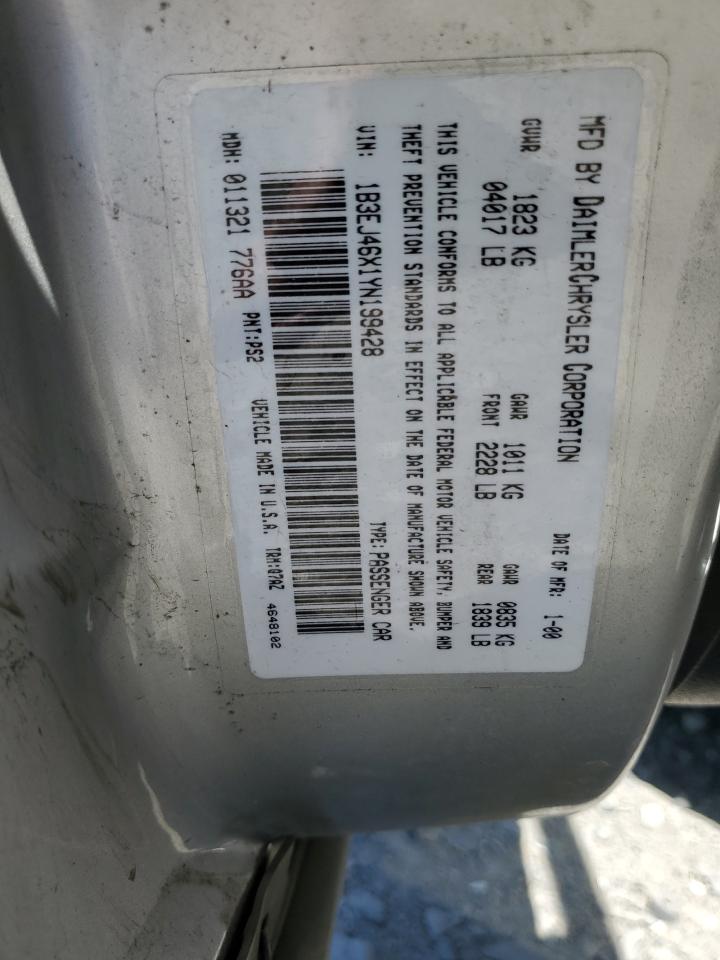 MFD BY DAIMLERCHRYSLER CORPORATION
DATE OF MFR: 1-00
GVWR 1823 KG
04017 LB
GAWR FRONT 1011 KG
2228 LB
GAWR REAR 0835 KG
1839 LB
THIS VEHICLE CONFORMS TO ALL APPLICABLE FEDERAL MOTOR VEHICLE SAFETY, BUMPER AND
THEFT PREVENTION STANDARDS IN EFFECT ON THE DATE OF MANUFACTURE SHOWN ABOVE.
VIN: 1B3EJ46X1YN199428
TYPE: PASSENGER CAR
MDH: 011321 776AA PNT:PS2
VEHICLE MADE IN U.S.A. TRM:Q7AZ
4648102